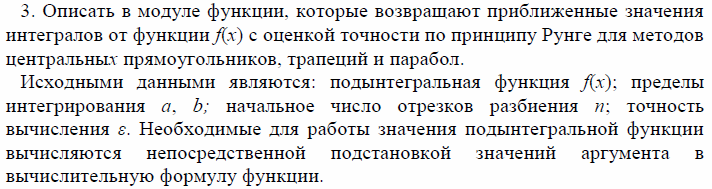 3. Описать в модуле функции, которые возвращают приближенные значения
интегралов от функции f(x) с оценкой точности по принципу Рунге для методов
центральных прямоугольников, трапеций и парабол.
Исходными данными являются: подынтегральная функция f(x); пределы
интегрирования a, b; начальное число отрезков разбиения n; точность
вычисления ε. Необходимые для работы значения подынтегральной функции
вычисляются непосредственной подстановкой значений аргумента в
вычислительную формулу функции.